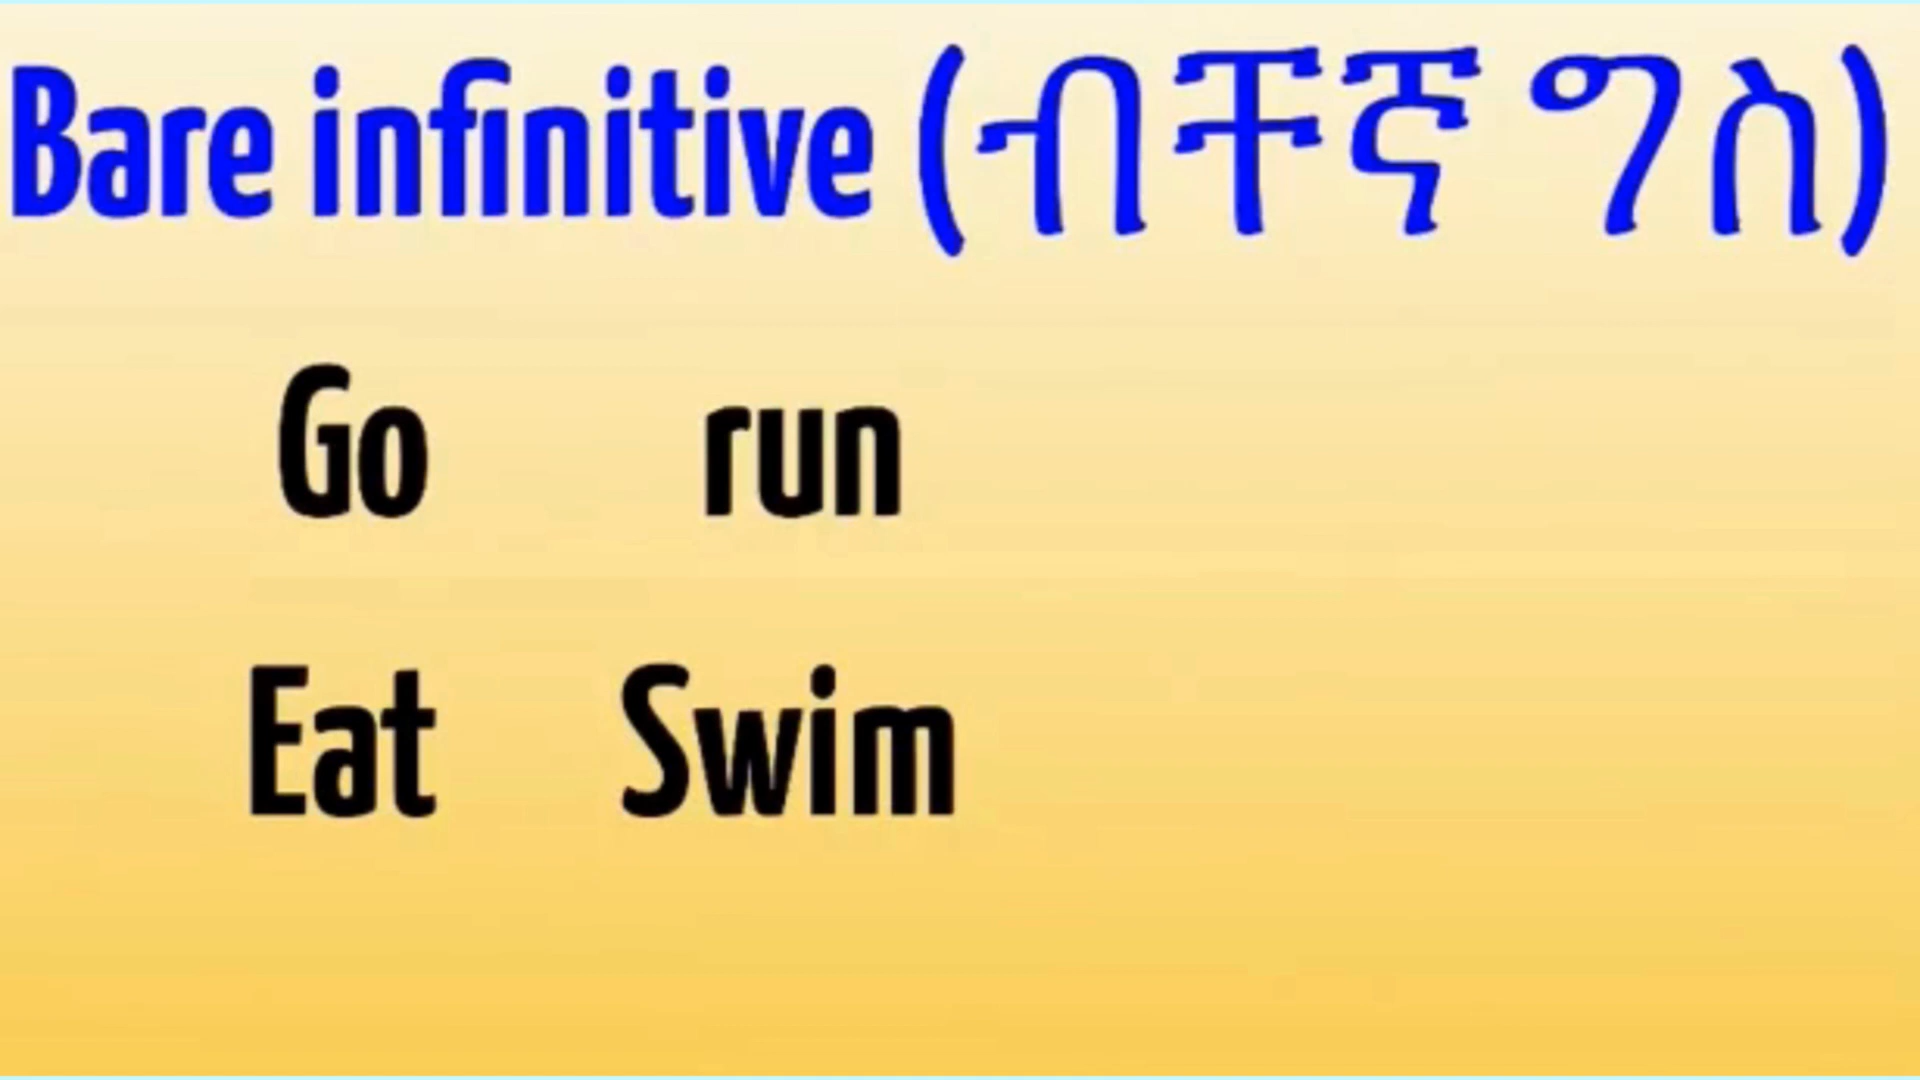 Bare infinitive (ብቸኛ ግስ)
Go run
Eat Swim